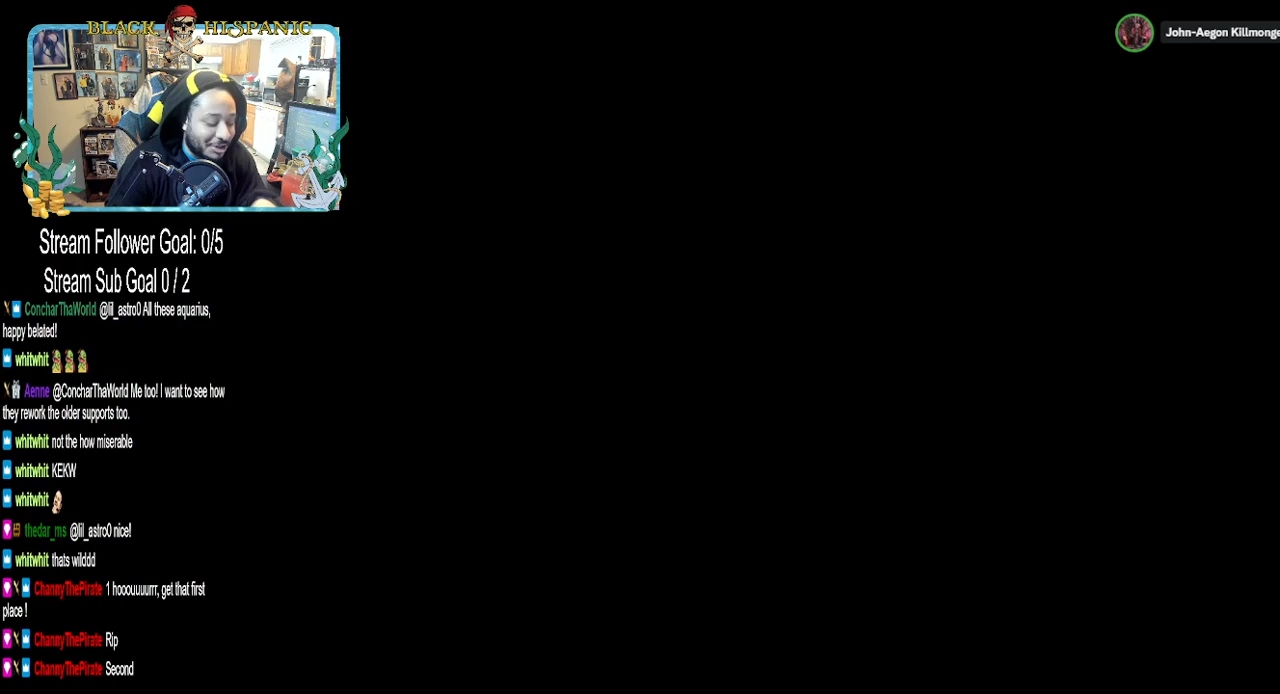 BLACK HISPANIC
John-Aegon Killmonge
Stream Follower Goal: 0/5
Stream Sub Goal 0 / 2
ConcharThaWorld @lil_astro0 All these aquarius,
happy belated!
whitwhit
Aenne @ConcharThaWorld Me too! I want to see how
they rework the older supports too.
whitwhit not the how miserable
whitwhit KEKW
whitwhit
thedar_ms @lil_astro0 nice!
whitwhit thats wilddd
ChannyThePirate 1 hooouuuurrr, get that first
place !
ChannyThePirate Rip
ChannyThePirate Second